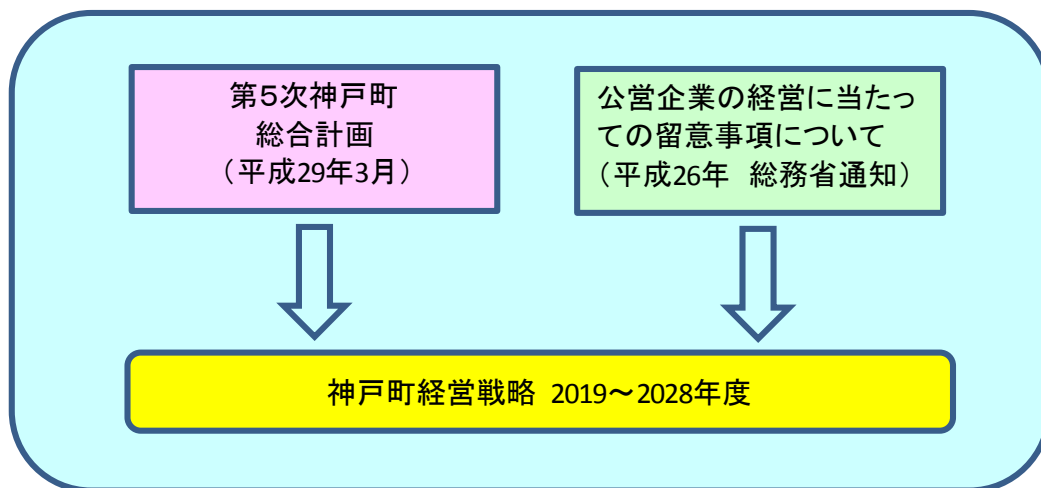 第5次神戸町
総合計画
（平成29年3月）
公営企業の経営に当たっ
ての留意事項について
（平成26年　総務省通知）
神戸町経営戦略 2019～2028年度